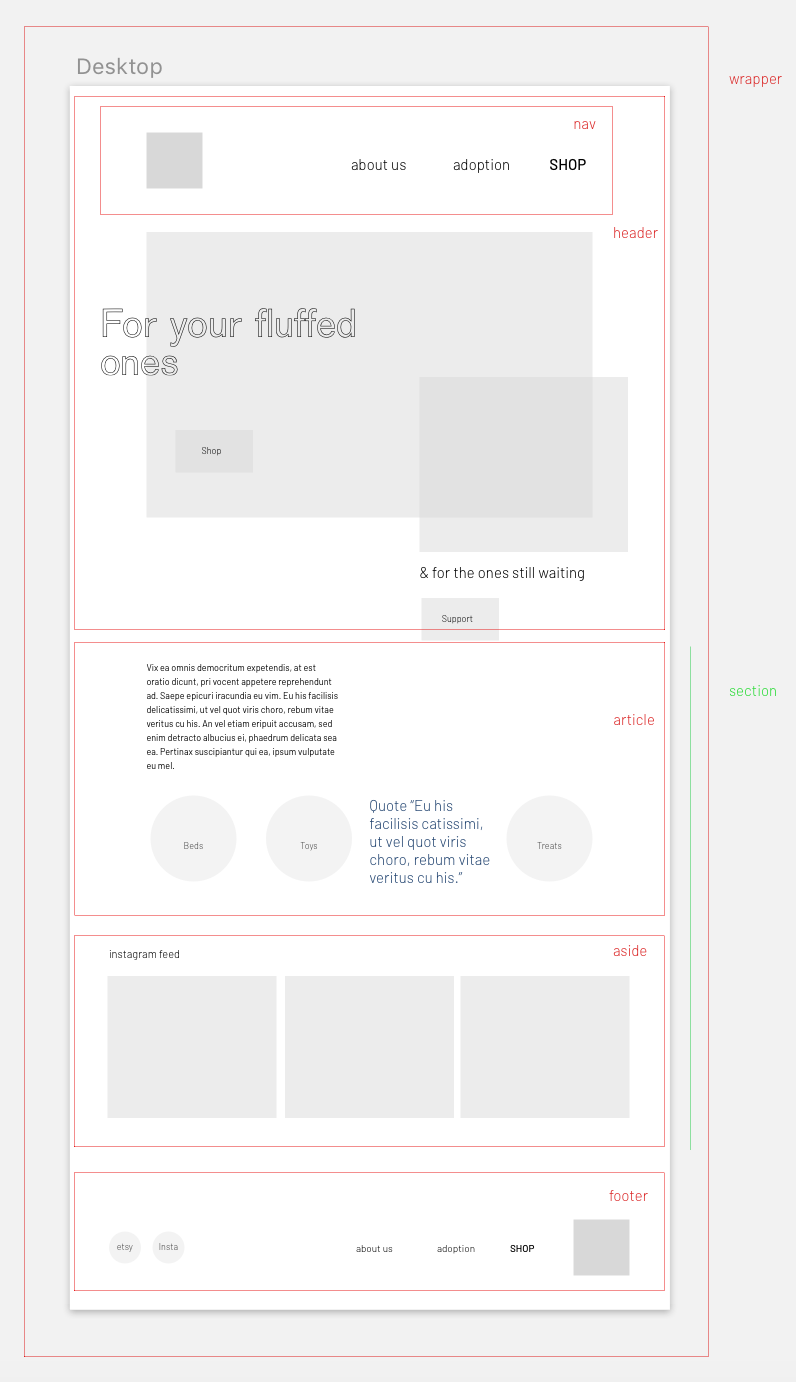 Desktop
wrapper
nav
about us adoption SHOP
header
For your fluffed
ones
Shop
& for the ones still waiting
Support
Vix ea omnis democritum expetendis, at est
oratio dicunt, pri vocent appetere reprehendunt
ad. Saepe epicuri iracundia eu vim. Eu his facilisis
delicatissimi, ut vel quot viris choro, rebum vitae
veritus cu his. An vel etiam eripuit accusam, sed
enim detracto albucius ei, phaedrum delicata sea
ea. Pertinax suscipiantur qui ea, ipsum vulputate
eu mel.
section
article
Beds
Toys
Quote “Eu his
facilisis catissimi,
ut vel quot viris
choro, rebum vitae
veritus cu his.”
Treats
instagram feed
aside
footer
etsy
Insta
about us adoption SHOP